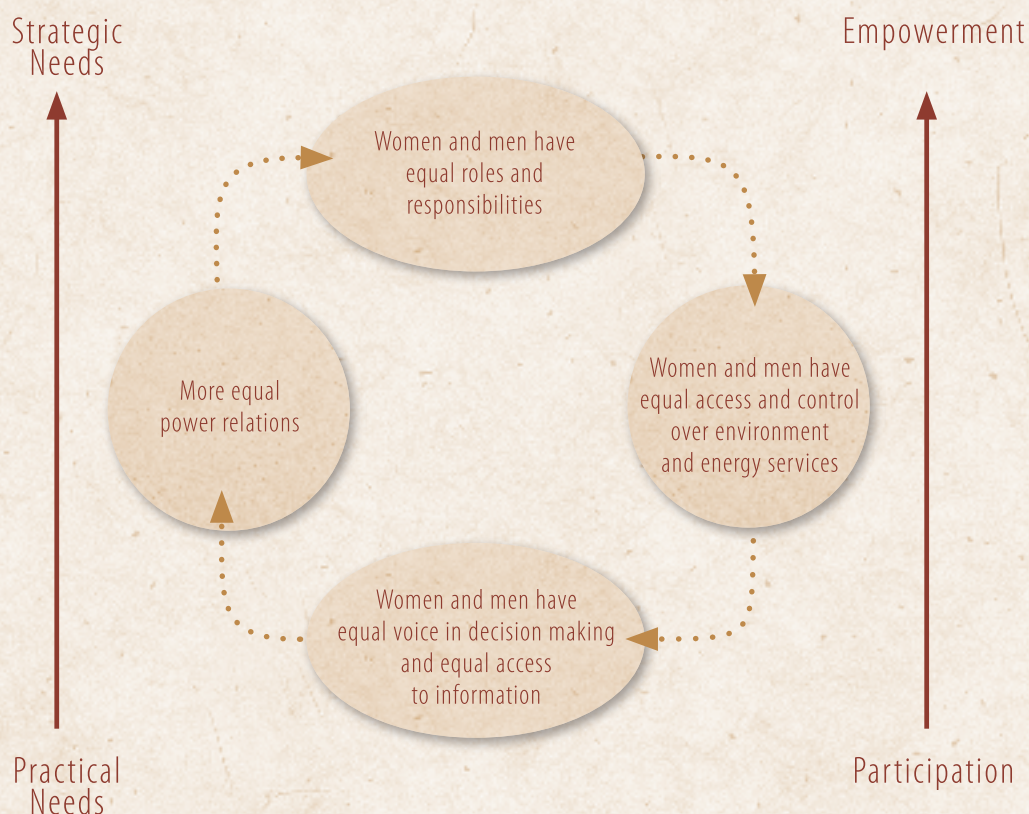 Strategic
Needs
Empowerment
Women and men have
equal roles and
responsibilities
More equal
power relations
Women and men have
equal access and control
over environment
and energy services
Women and men have
equal voice in decision making
and equal access
to information
Practical
Needs
Participation